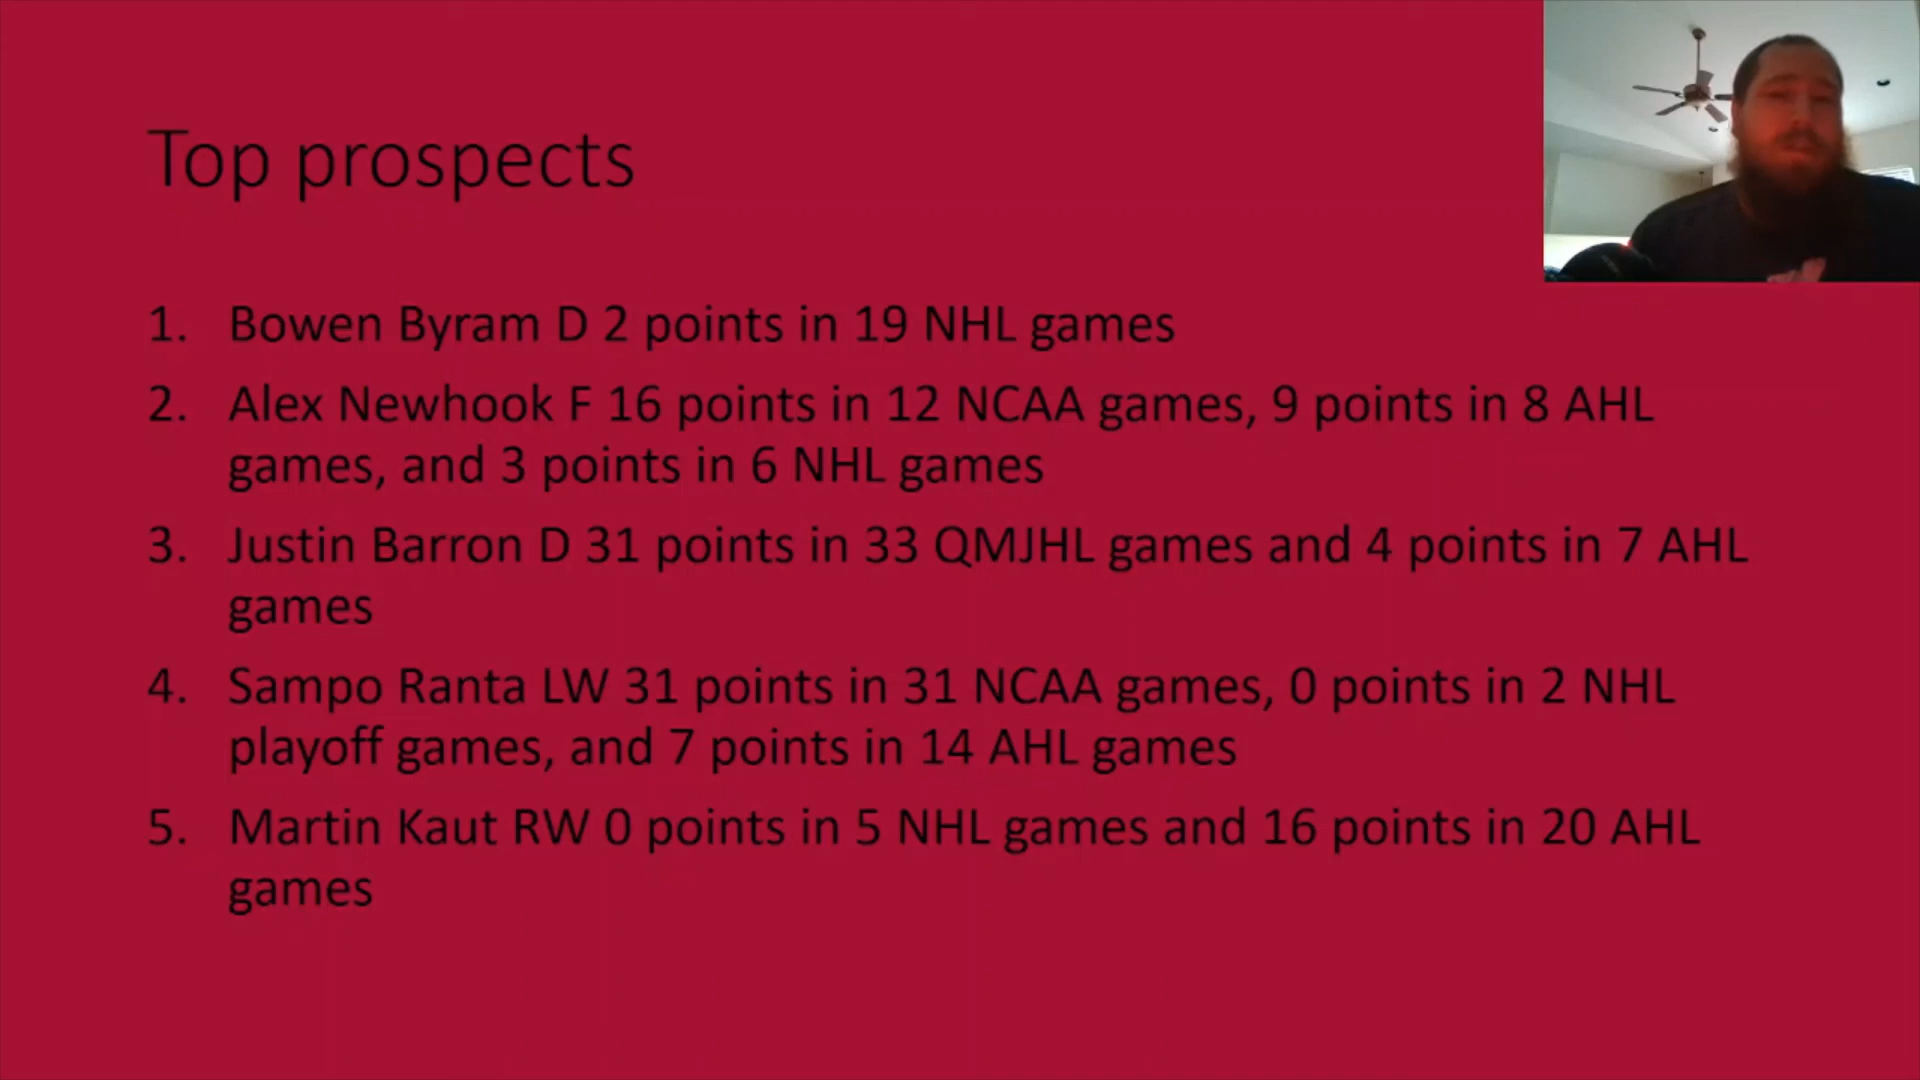 Top prospects
1. Bowen Byram D 2 points in 19 NHL games
2. Alex Newhook F 16 points in 12 NCAA games, 9 points in 8 AHL
games, and 3 points in 6 NHL games
3. Justin Barron D 31 points in 33 QMJHL games and 4 points in 7 AHL
games
4. Sampo Ranta LW 31 points in 31 NCAA games, 0 points in 2 NHL
playoff games, and 7 points in 14 AHL games
5. Martin Kaut RW 0 points in 5 NHL games and 16 points in 20 AHL
games